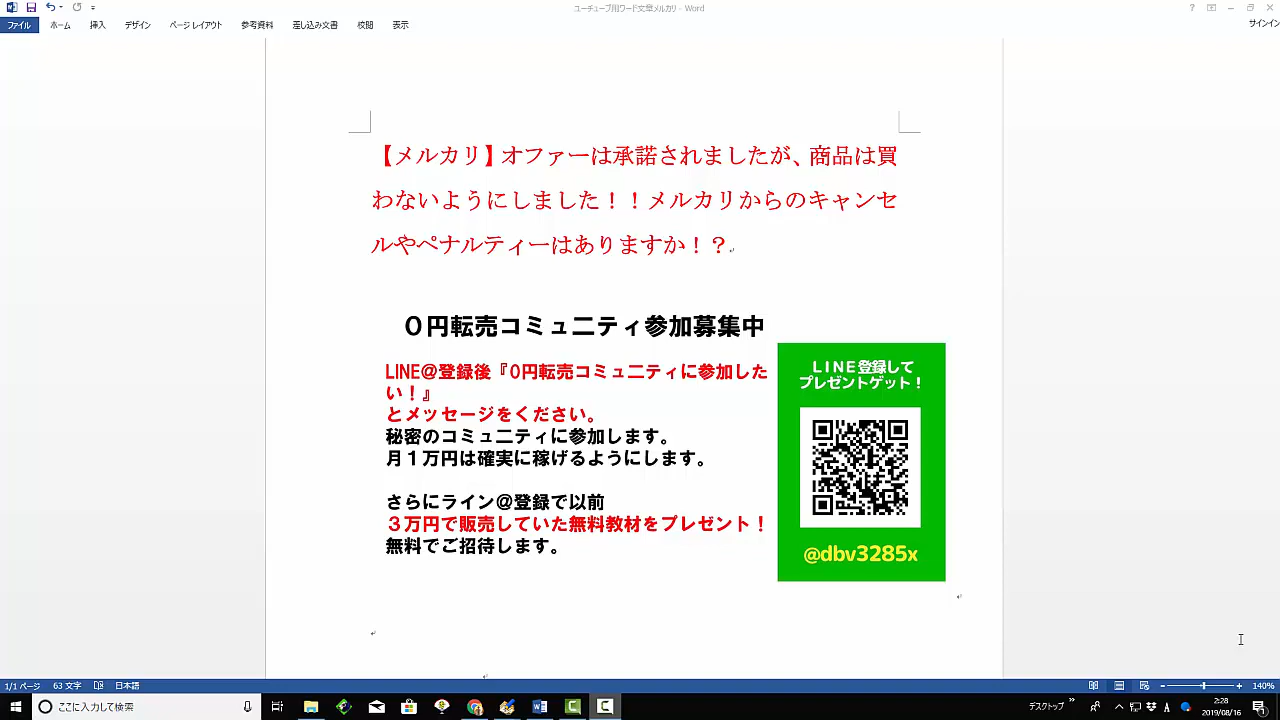 ユーチューブ用ワード文章メルカリ - Word
サインイン
ファイル ホーム 挿入 デザイン ページ レイアウト 参考資料 差し込み文書 校閲 表示
【メルカリ】オファーは承諾されましたが、商品は買
わないようにしました！！メルカリからのキャンセ
ルやペナルティーはありますか！？
０円転売コミュニティ参加募集中
LINE@登録後『0円転売コミュニティに参加した
い！』
とメッセージをください。
秘密のコミュニティに参加します。
月１万円は確実に稼げるようにします。
さらにライン@登録で以前
３万円で販売していた無料教材をプレゼント！
無料でご招待します。
ＬＩＮＥ登録して
プレゼントゲット！
@dbv3285x
1/1 ページ 63 文字 日本語
140%
ここに入力して検索
デスクトップ
2:28
2019/08/16